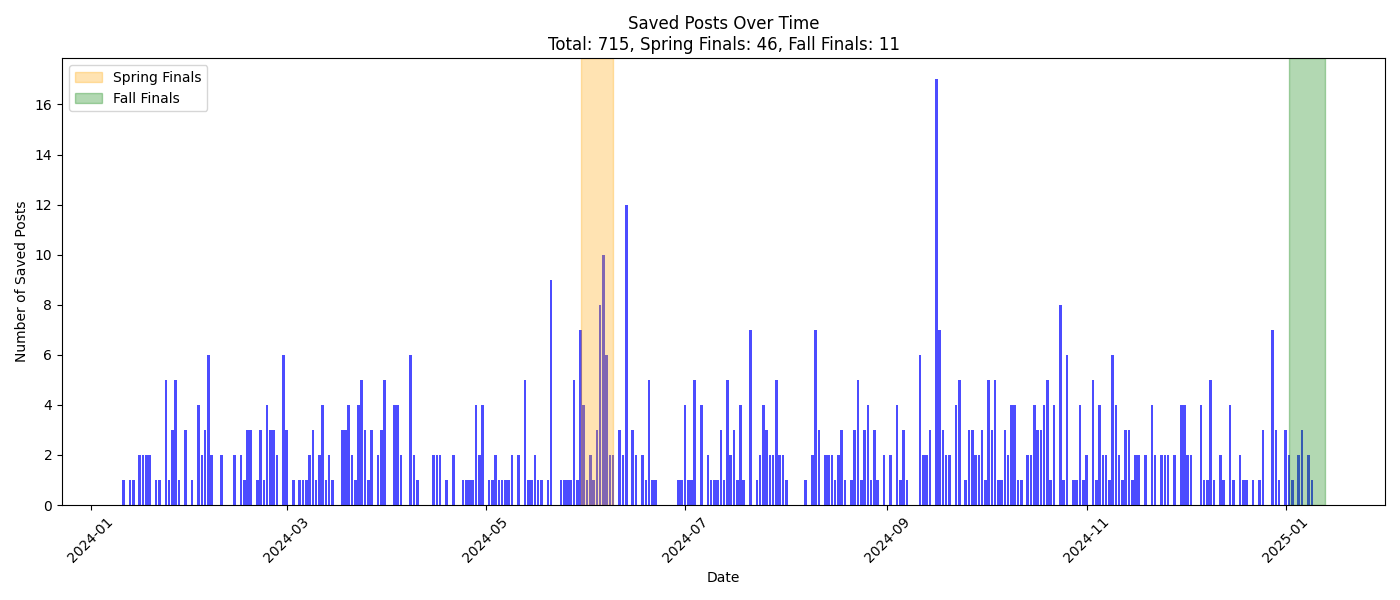 Saved Posts Over Time
Total: 715, Spring Finals: 46, Fall Finals: 11
Spring Finals
Fall Finals
Number of Saved Posts
16
14
12
10
8
6
4
2
0
2024-01
2024-03
2024-05
2024-07
2024-09
2024-11
2025-01
Date